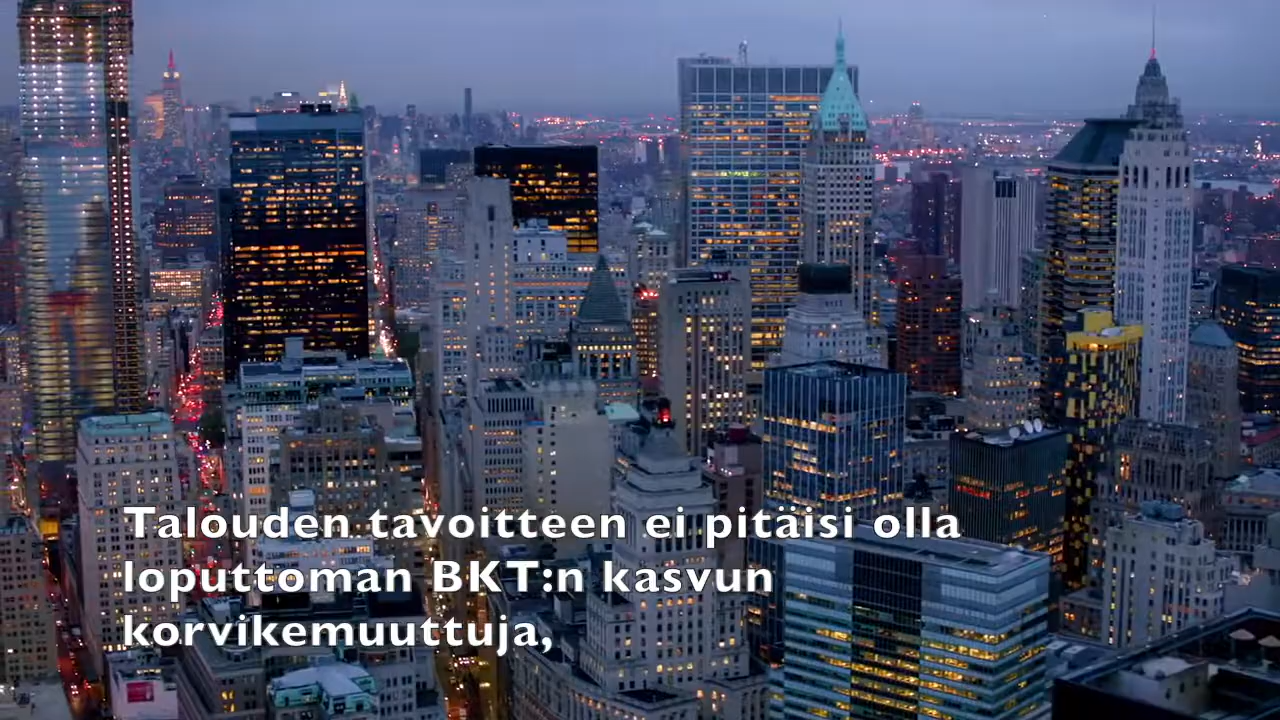 Talouden tavoitteen ei pitäisi olla
loputtoman BKT:n kasvun
korvikemuuttuja,